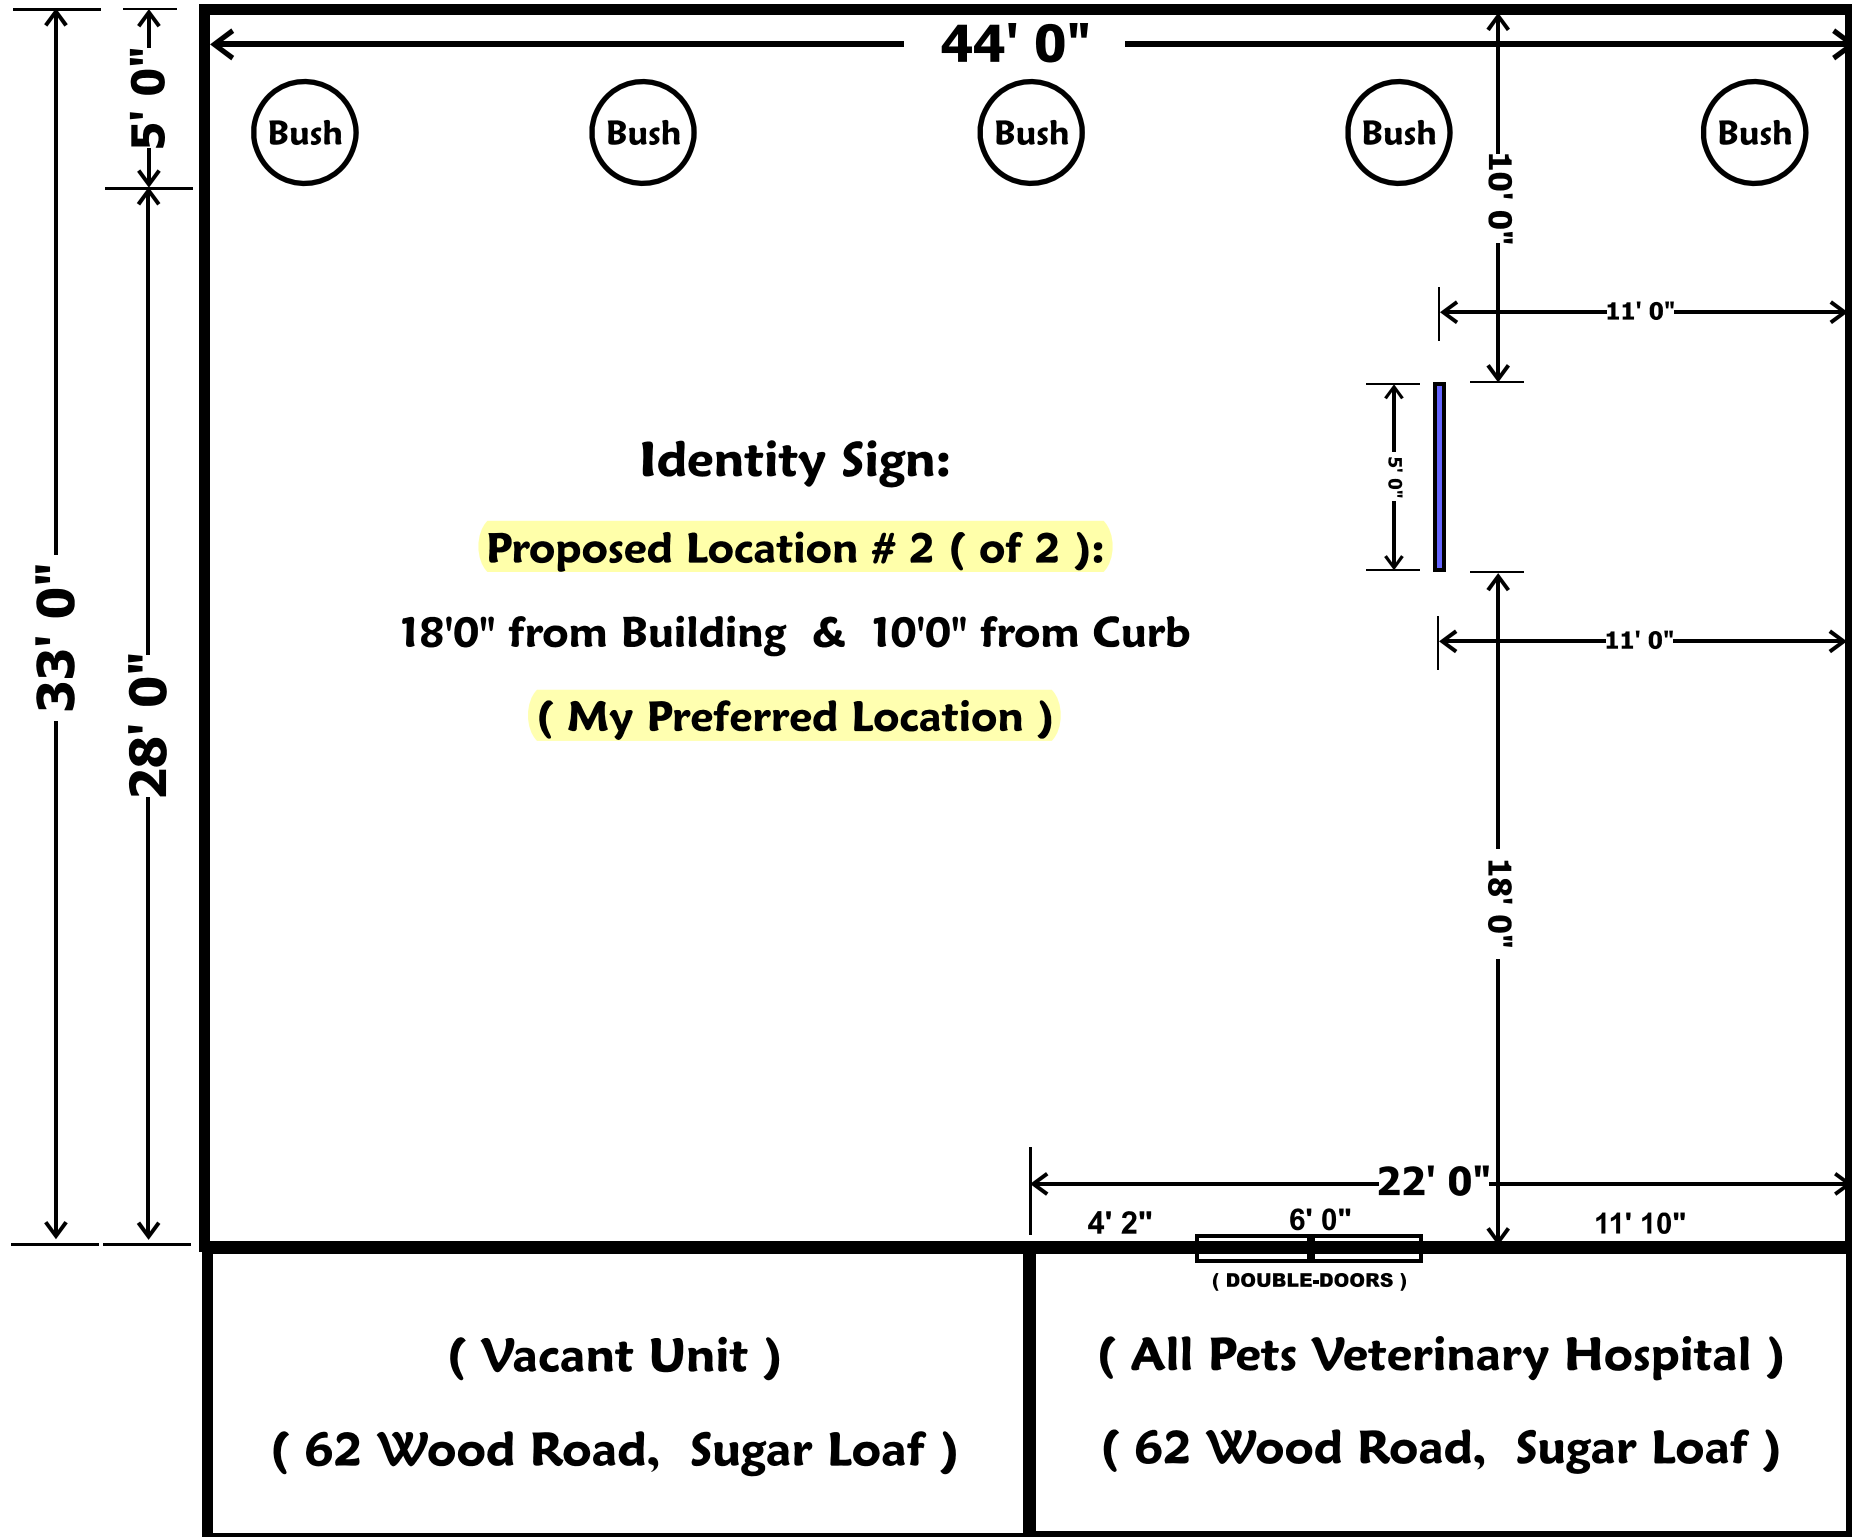 44' 0"
5' 0"
Bush
Bush
Bush
Bush
Bush
10' 0"
11' 0"
Identity Sign:
5' 0"
Proposed Location # 2 ( of 2 ):
18'0" from Building & 10'0" from Curb
11' 0"
33' 0"
28' 0"
( My Preferred Location )
18' 0"
22' 0"
4' 2"
6' 0"
11' 10"
( DOUBLE-DOORS )
( Vacant Unit )
( All Pets Veterinary Hospital )
( 62 Wood Road, Sugar Loaf )
( 62 Wood Road, Sugar Loaf )